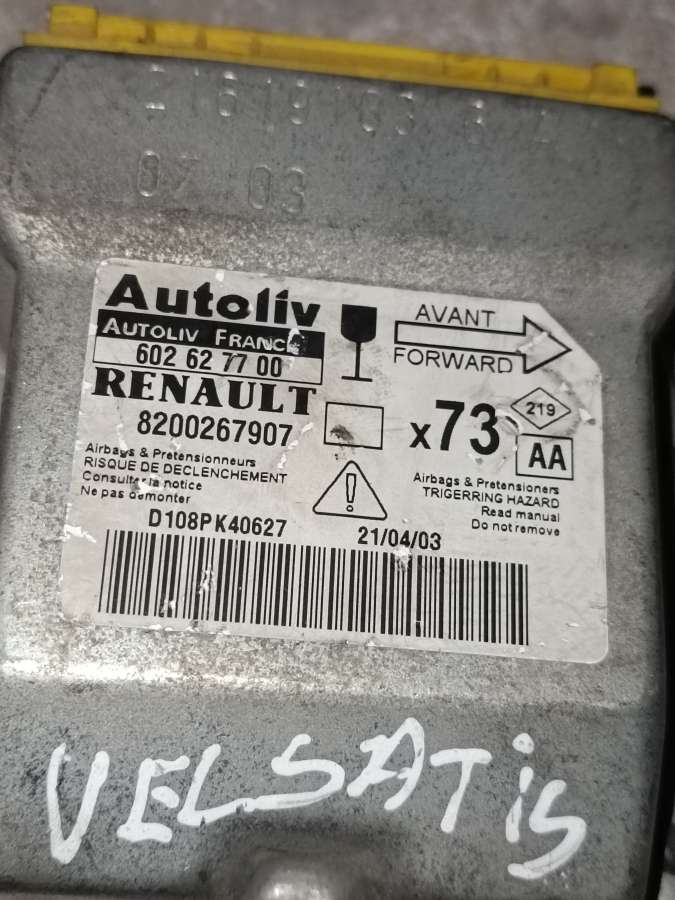 07 03
Autoliv
AUTOLIV FRANCE
602 62 77 00
RENAULT
8200267907
AVANT
FORWARD
x73
219
AA
Airbags & Pretensionneurs
RISQUE DE DECLENCHEMENT
Consulter la notice
Ne pas demonter
Airbags & Pretensioners
TRIGERRING HAZARD
Read manual
Do not remove
D108PK40627
21/04/03
VELSATiS